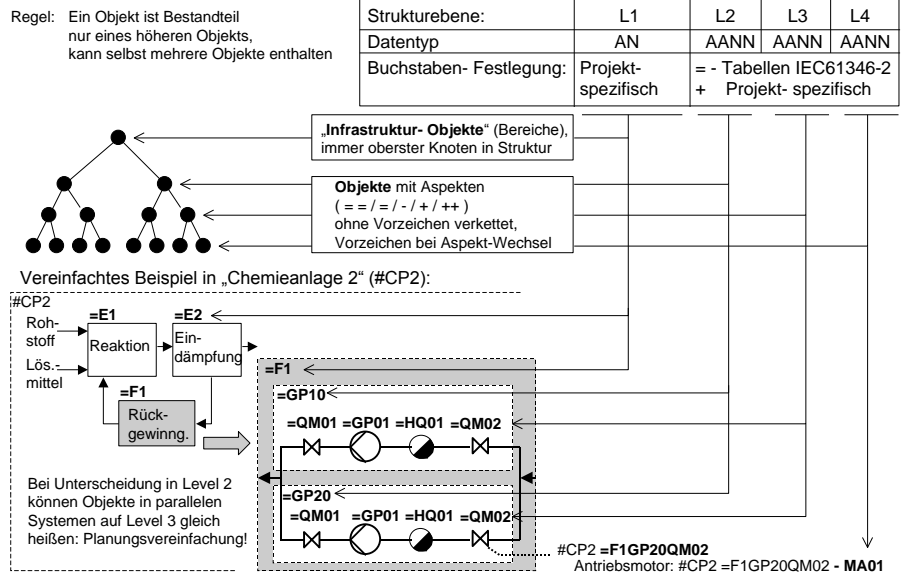 Regel: Ein Objekt ist Bestandteil
nur eines höheren Objekts,
kann selbst mehrere Objekte enthalten
Strukturebene: L1 L2 L3 L4
Datentyp AN AANN AANN AANN
Buchstaben- Festlegung: Projekt- = - Tabellen IEC61346-2
spezifisch + Projekt- spezifisch
„Infrastruktur- Objekte“ (Bereiche),
immer oberster Knoten in Struktur
Objekte mit Aspekten
( = = / = / - / + / ++ )
ohne Vorzeichen verkettet,
Vorzeichen bei Aspekt-Wechsel
Vereinfachtes Beispiel in „Chemieanlage 2“ (#CP2):
#CP2
Roh-
stoff
Lös.-
mittel
=E1
Reaktion
=E2
Ein-
dämpfung
=F1
Rück-
gewinng.
=F1
=GP10
=QM01 =GP01 =HQ01 =QM02
=GP20
=QM01 =GP01 =HQ01 =QM02
Bei Unterscheidung in Level 2
können Objekte in parallelen
Systemen auf Level 3 gleich
heißen: Planungsvereinfachung!
#CP2 =F1GP20QM02
Antriebsmotor: #CP2 =F1GP20QM02 - MA01